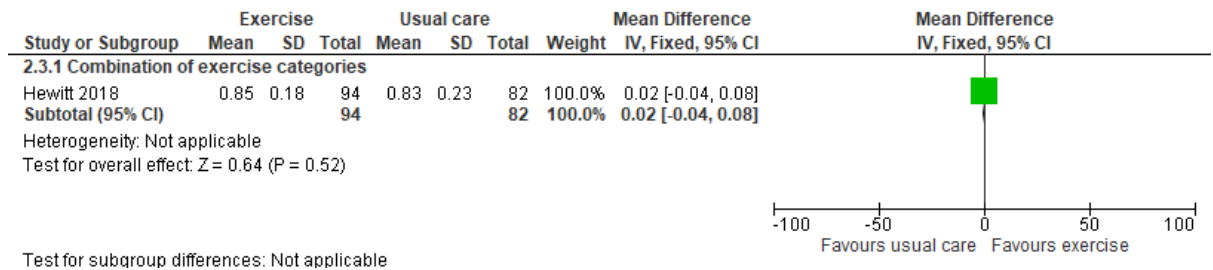 Exercise Usual care Mean Difference Mean Difference
Study or Subgroup Mean SD Total Mean SD Total Weight IV, Fixed, 95% CI IV, Fixed, 95% CI
2.3.1 Combination of exercise categories
Hewitt 2018 0.85 0.18 94 0.83 0.23 82 100.0% 0.02 [-0.04, 0.08]
Subtotal (95% CI) 94 82 100.0% 0.02 [-0.04, 0.08]
Heterogeneity: Not applicable
Test for overall effect: Z = 0.64 (P = 0.52)
-100 -50 0 50 100
Favours usual care Favours exercise
Test for subgroup differences: Not applicable